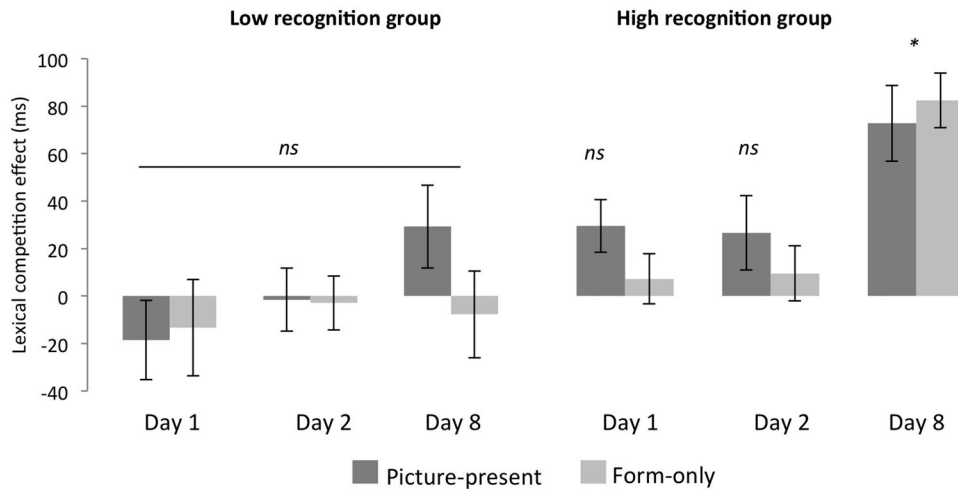 Low recognition group
High recognition group
Lexical competition effect (ms)
100
80
60
40
20
0
-20
-40
ns
ns
ns
*
Day 1
Day 2
Day 8
Day 1
Day 2
Day 8
Picture-present
Form-only